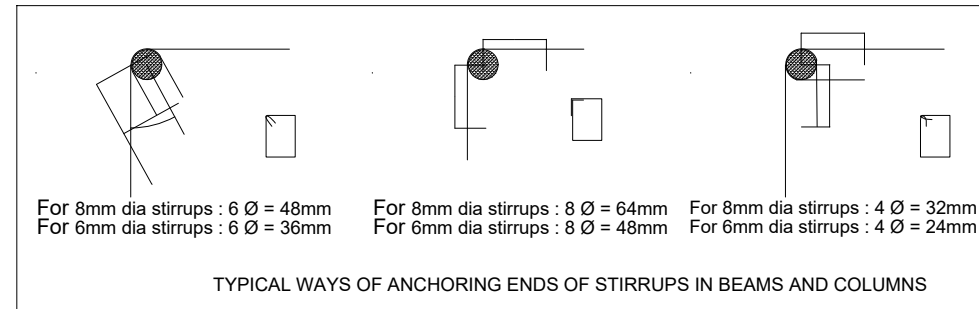 For 8mm dia stirrups : 6 Ø = 48mm
For 6mm dia stirrups : 6 Ø = 36mm
For 8mm dia stirrups : 8 Ø = 64mm
For 6mm dia stirrups : 8 Ø = 48mm
For 8mm dia stirrups : 4 Ø = 32mm
For 6mm dia stirrups : 4 Ø = 24mm
TYPICAL WAYS OF ANCHORING ENDS OF STIRRUPS IN BEAMS AND COLUMNS